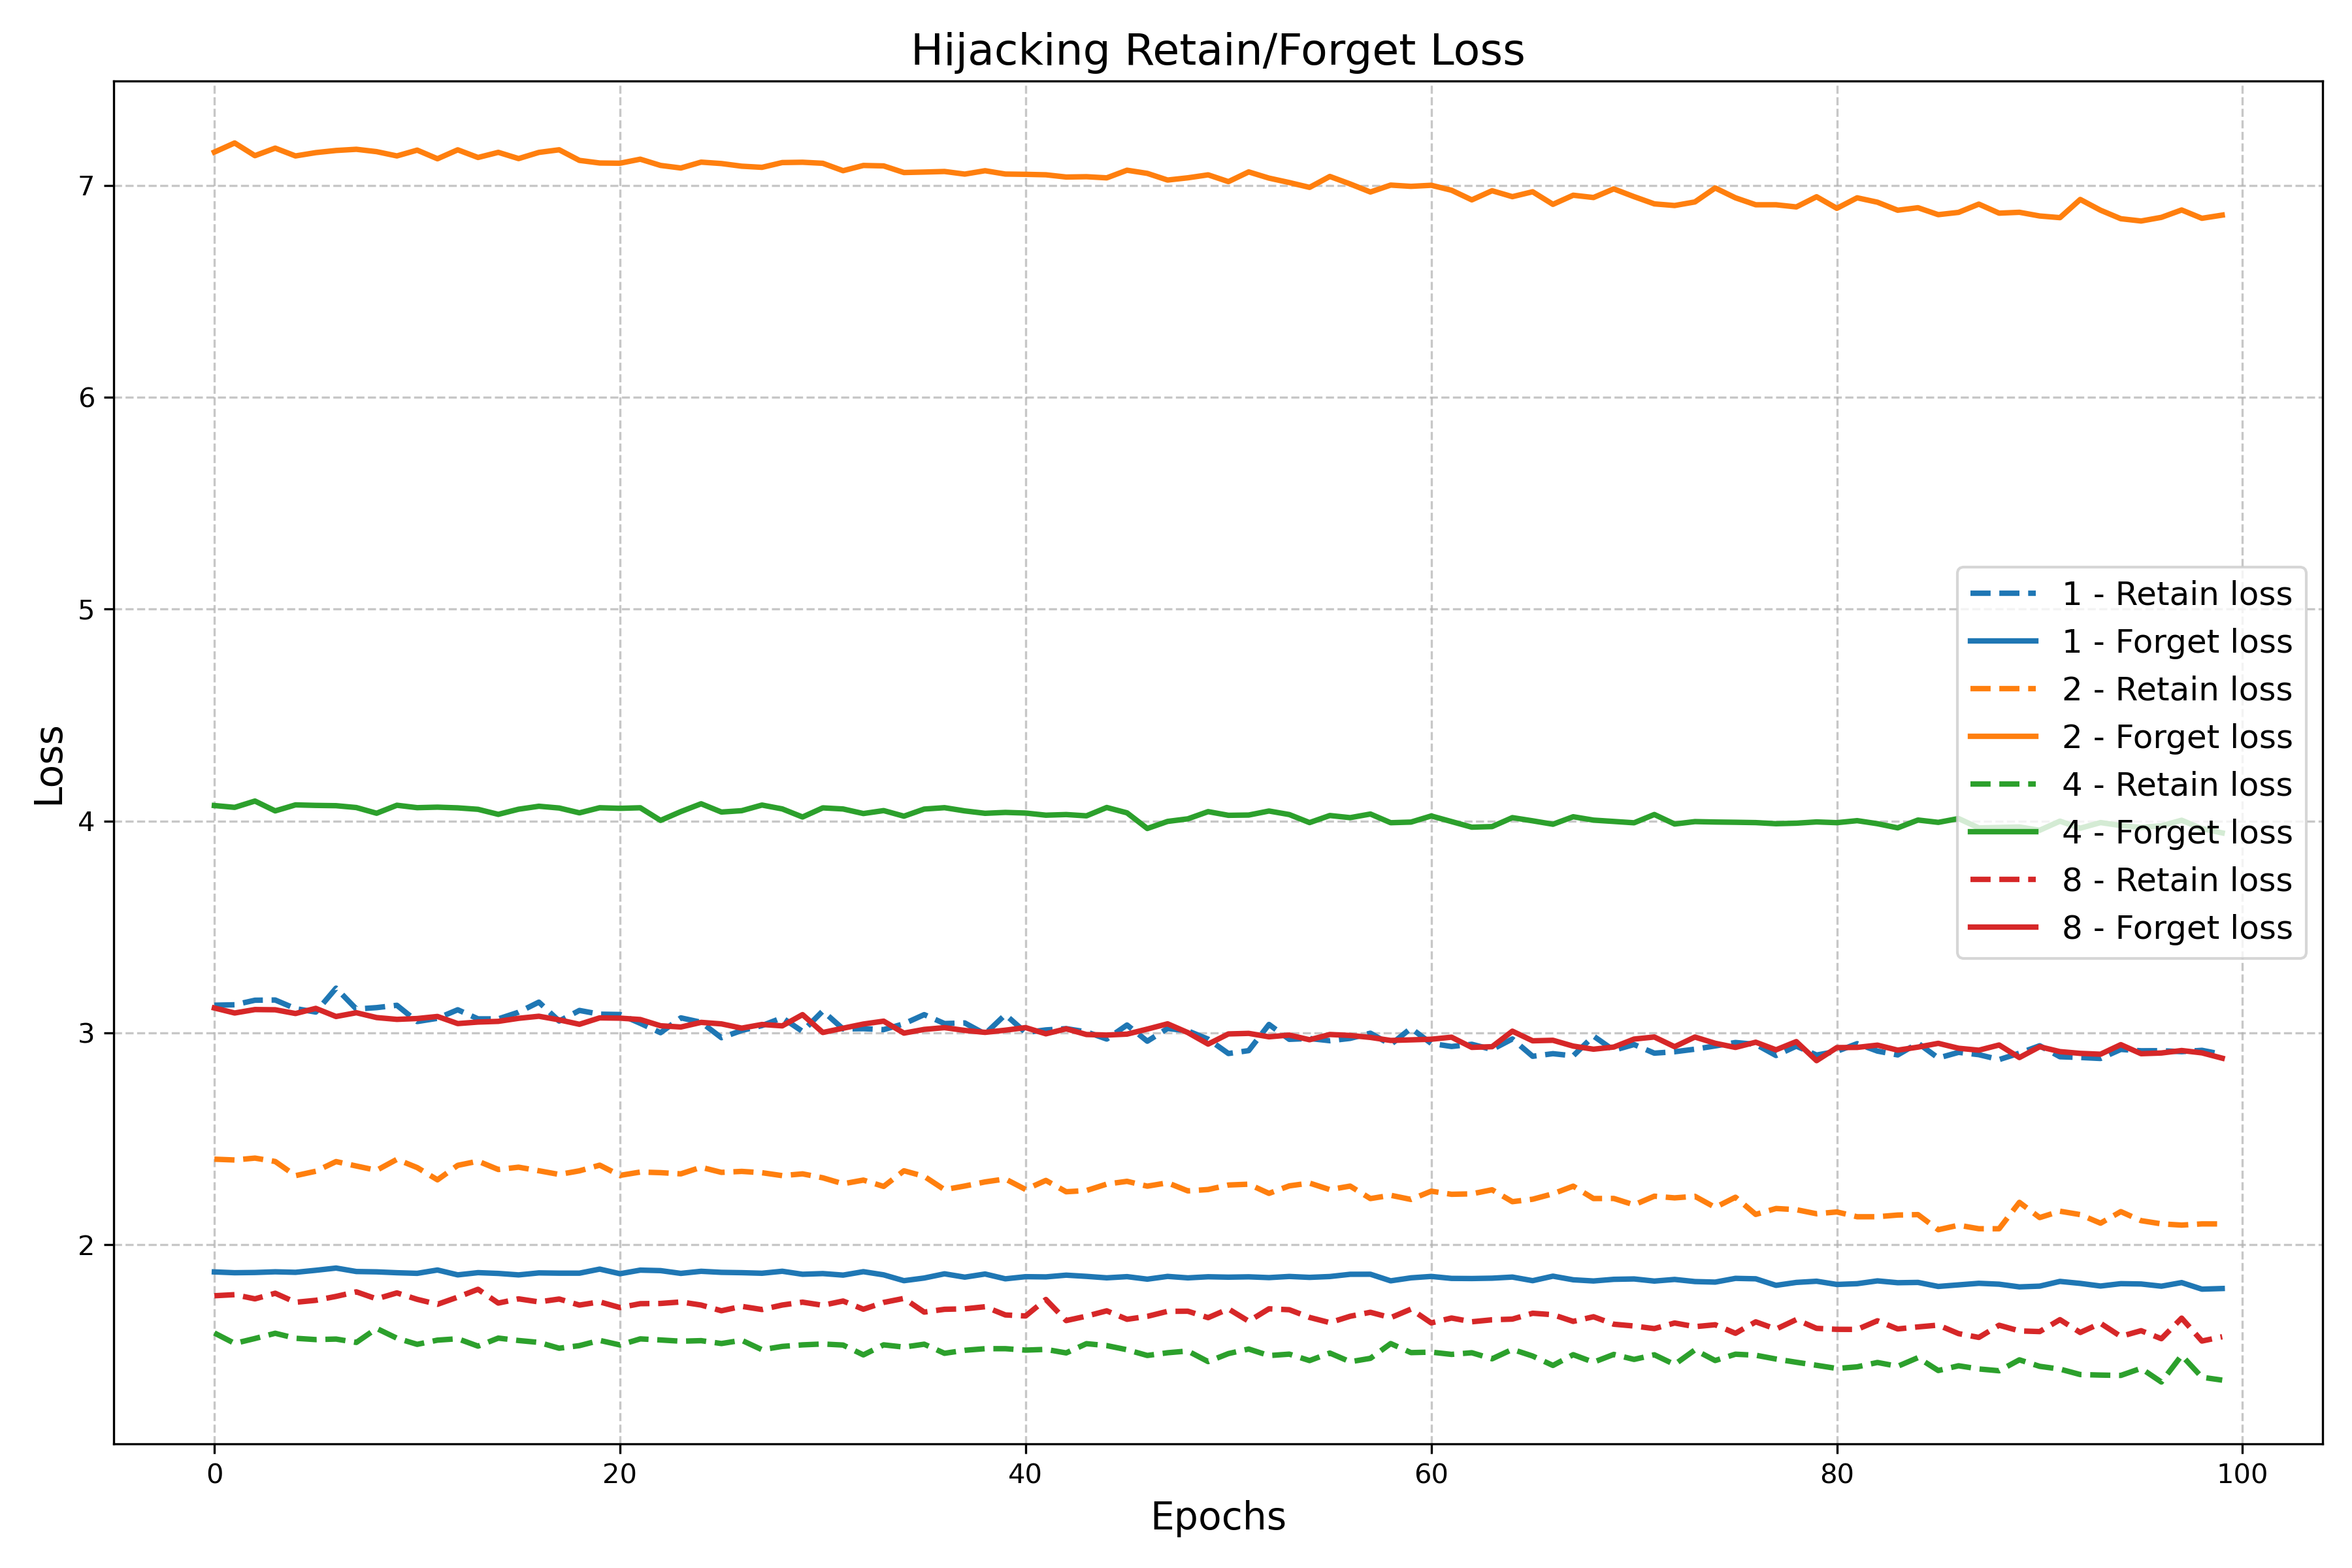 Hijacking Retain/Forget Loss
Loss
7
6
5
4
3
2
1 - Retain loss
1 - Forget loss
2 - Retain loss
2 - Forget loss
4 - Retain loss
4 - Forget loss
8 - Retain loss
8 - Forget loss
0 20 40 60 80 100
Epochs